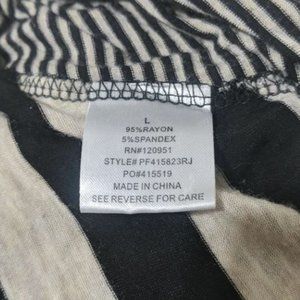 L
95%RAYON
5%SPANDEX
RN#120951
STYLE# PF415823RJ
PO#415519
MADE IN CHINA
SEE REVERSE FOR CARE